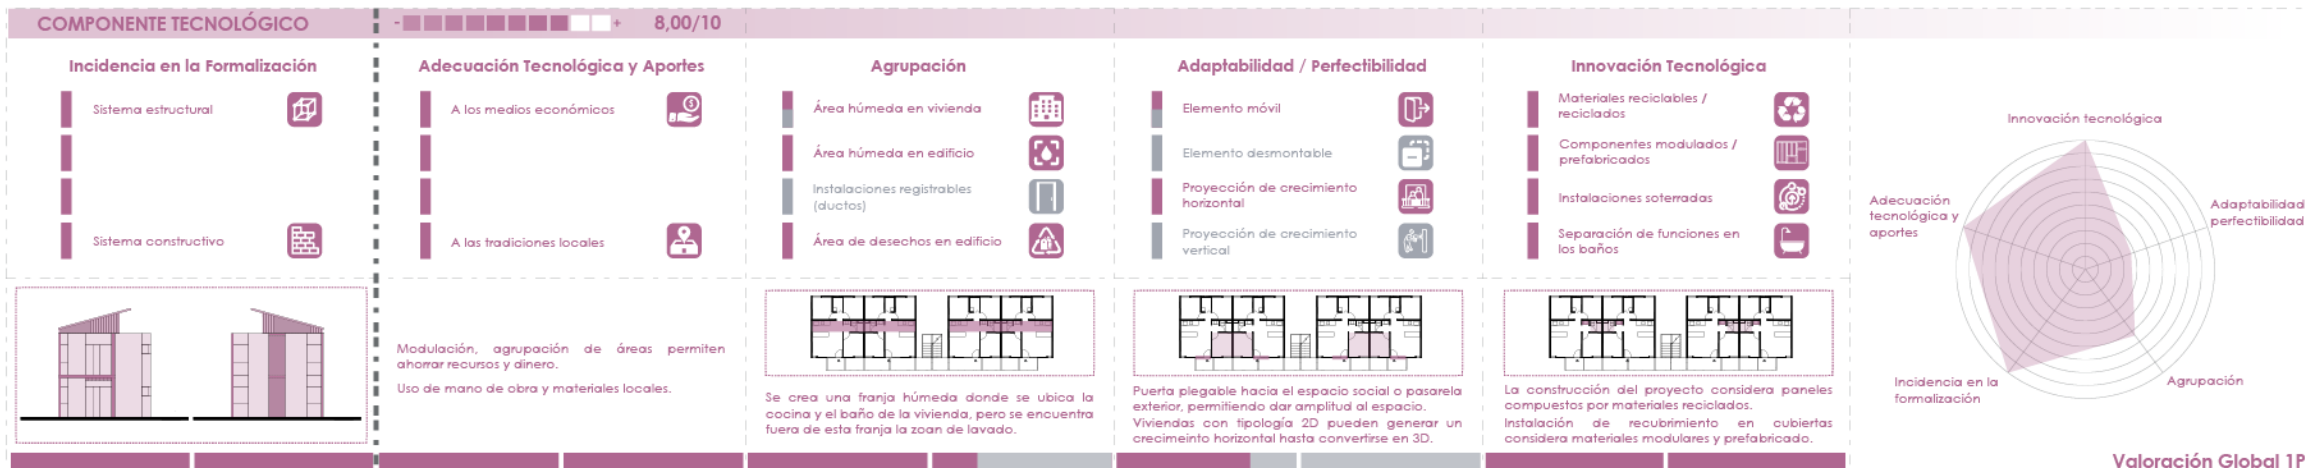 COMPONENTE TECNOLÓGICO
- + 8,00/10
Incidencia en la Formalización
Sistema estructural
Sistema constructivo
Adecuación Tecnológica y Aportes
A los medios económicos
A las tradiciones locales
Modulación, agrupación de áreas permiten
ahorrar recursos y dinero.
Uso de mano de obra y materiales locales.
Agrupación
Área húmeda en vivienda
Área húmeda en edificio
Instalaciones registrables
(ductos)
Área de desechos en edificio
Se crea una franja húmeda donde se ubica la
cocina y el baño de la vivienda, pero se encuentra
fuera de esta franja la zoan de lavado.
Adaptabilidad / Perfectibilidad
Elemento móvil
Elemento desmontable
Proyección de crecimiento
horizontal
Proyección de crecimiento
vertical
Puerta plegable hacia el espacio social o pasarela
exterior, permitiendo dar amplitud al espacio.
Viviendas con tipología 2D pueden generar un
crecimeinto horizontal hasta convertirse en 3D.
Innovación Tecnológica
Materiales reciclables /
reciclados
Componentes modulados /
prefabricados
Instalaciones soterradas
Separación de funciones en
los baños
La construcción del proyecto considera paneles
compuestos por materiales reciclados.
Instalación de recubrimiento en cubiertas
considera materiales modulares y prefabricado.
Innovación tecnológica
Adaptabilidad
perfectibilidad
Adecuación
tecnológica y
aportes
Incidencia en la
formalización
Agrupación
Valoración Global 1P